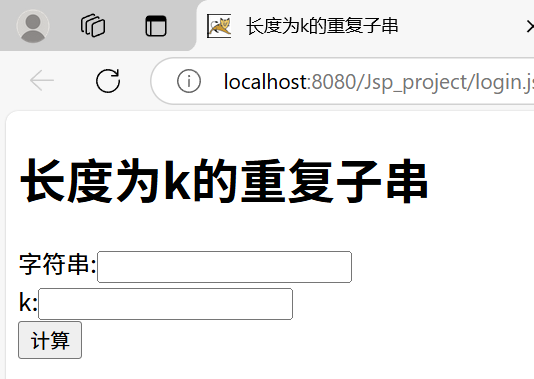 长度为k的重复子串
localhost:8080/Jsp_project/login.js
长度为k的重复子串
字符串:
k:
计算